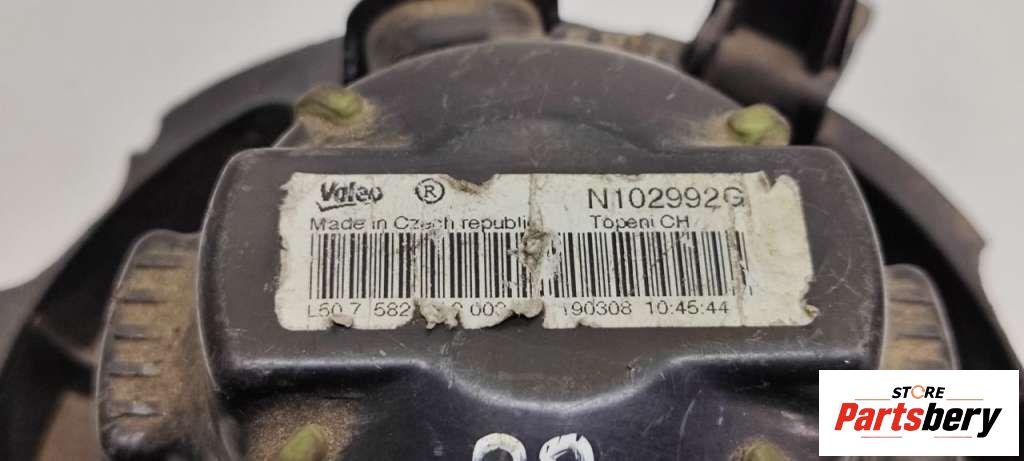 Valeo ® N102992G
Made in Czech republic Topeni CH
190308 10:45:44
STORE
Partsbery